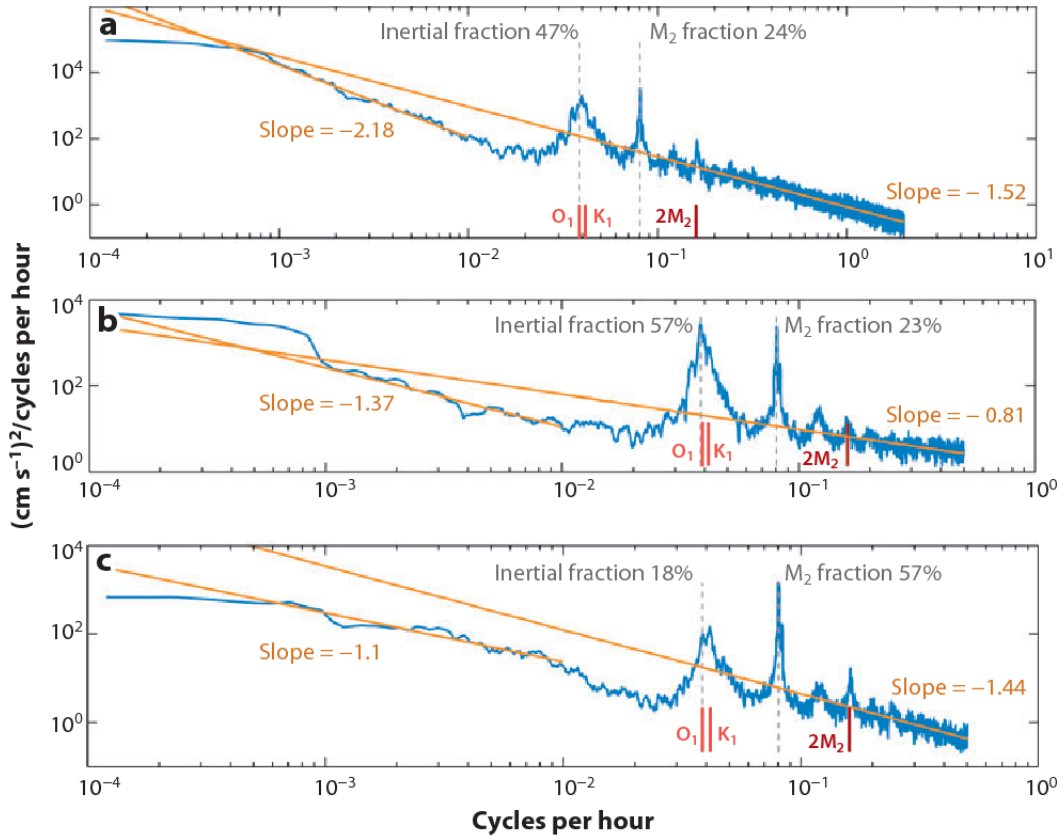 a
Inertial fraction 47%
M2 fraction 24%
10^4
10^2
10^0
Slope = −2.18
Slope = − 1.52
O1
K1
2M2
10^−4
10^−3
10^−2
10^−1
10^0
10^1
b
Inertial fraction 57%
M2 fraction 23%
10^4
10^2
10^0
Slope = −1.37
Slope = − 0.81
O1
K1
2M2
10^−4
10^−3
10^−2
10^−1
10^0
c
Inertial fraction 18%
M2 fraction 57%
10^4
10^2
10^0
Slope = −1.1
Slope = −1.44
O1
K1
2M2
10^−4
10^−3
10^−2
10^−1
10^0
(cm s^−1)^2/cycles per hour
Cycles per hour